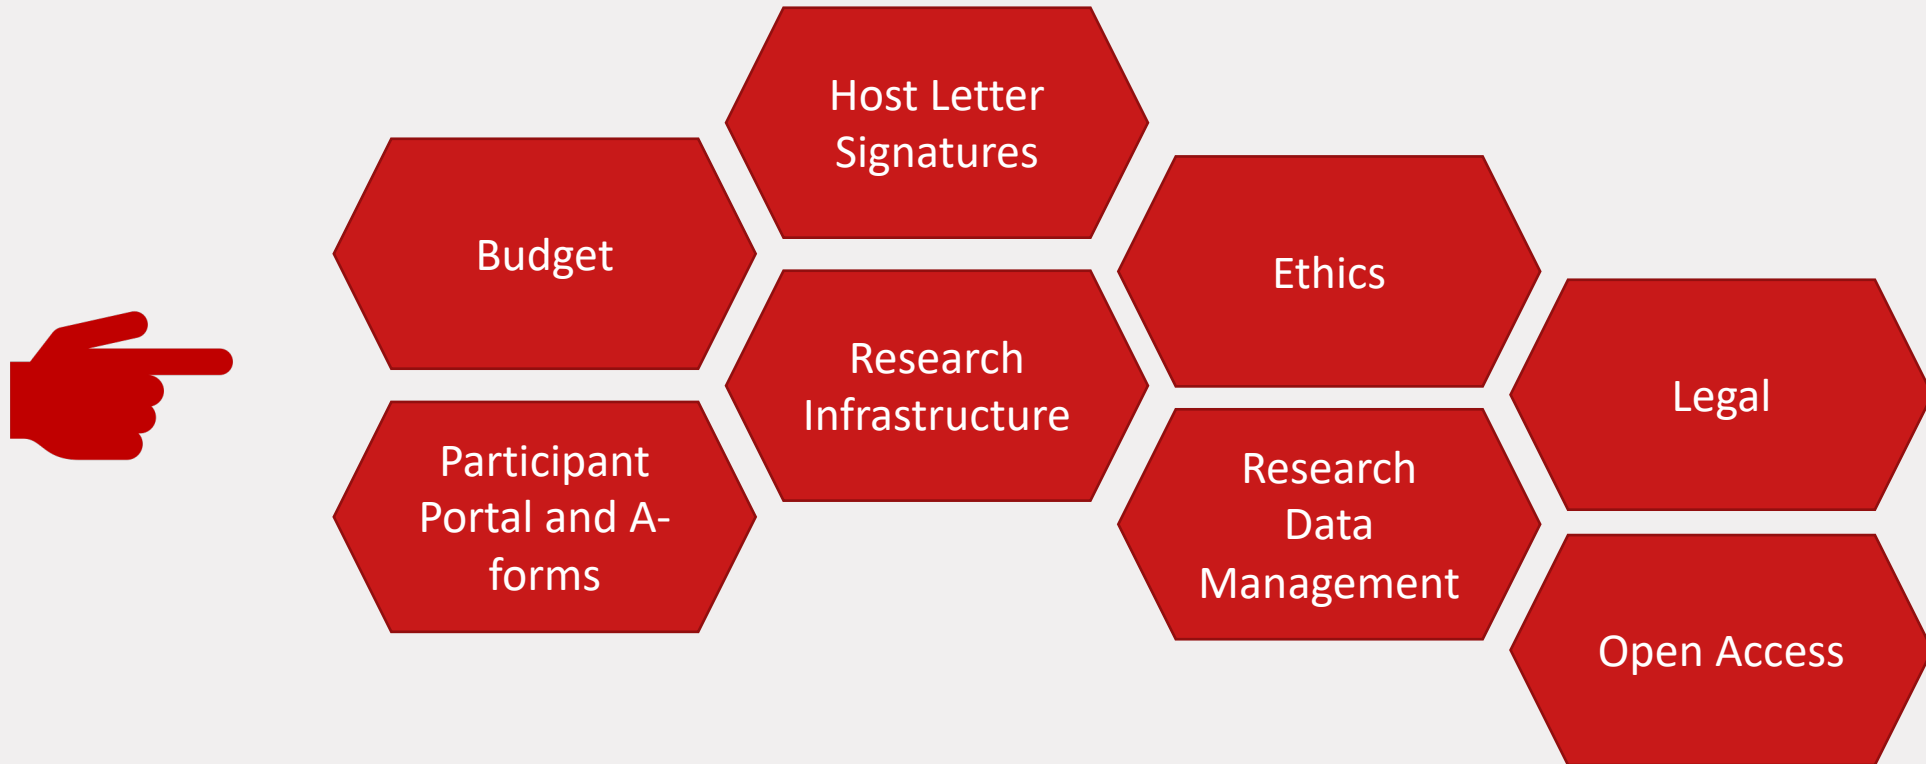 Host Letter
Signatures
Budget
Ethics
Research
Infrastructure
Legal
Participant
Portal and A-
forms
Research
Data
Management
Open Access